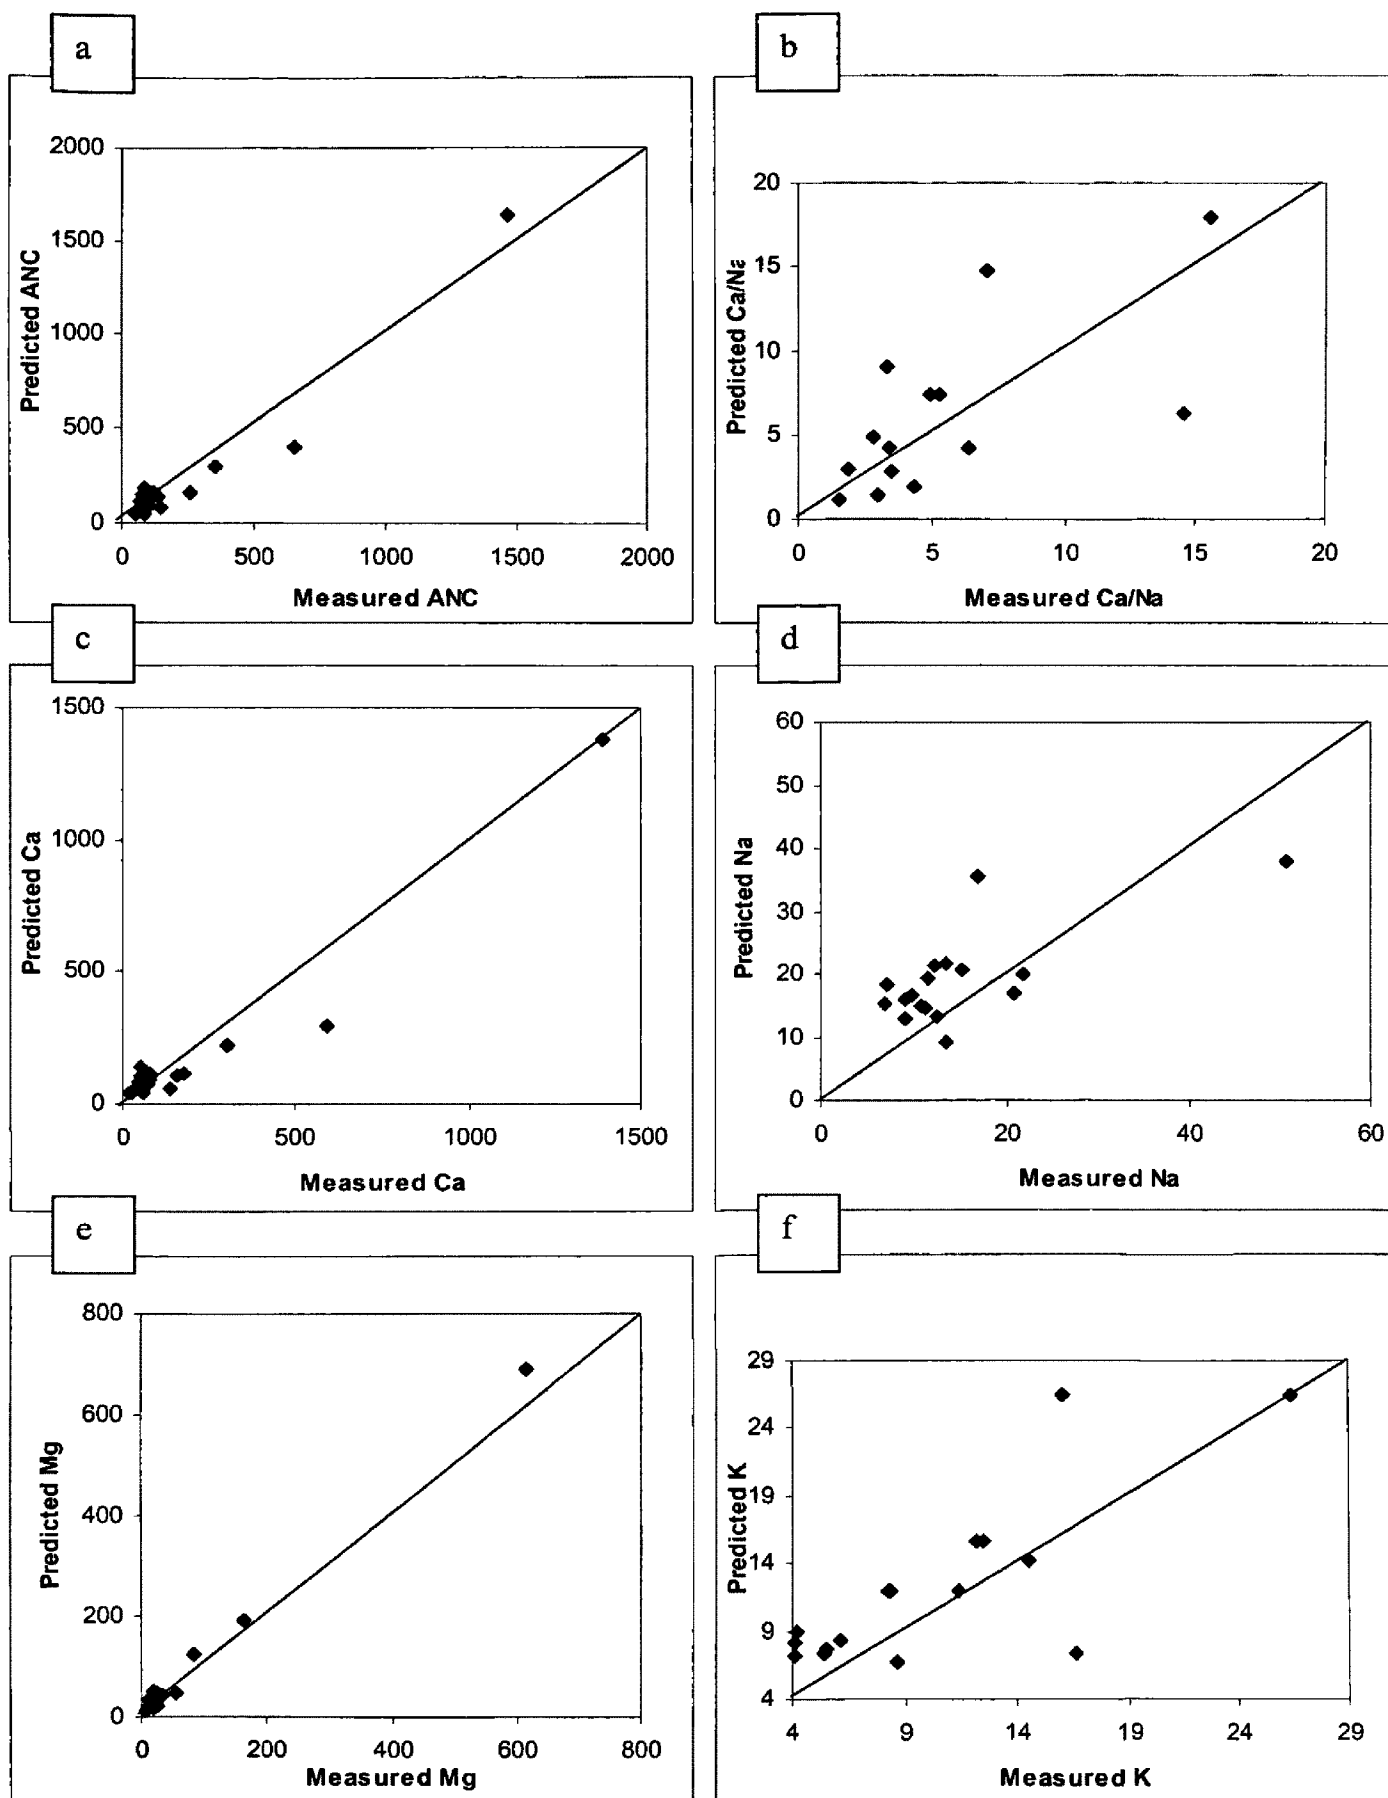 a
2000
1500
1000
500
0
Predicted ANC
0 500 1000 1500 2000
Measured ANC
b
20
15
10
5
0
Predicted Ca/Na
0 5 10 15 20
Measured Ca/Na
c
1500
1000
500
0
Predicted Ca
0 500 1000 1500
Measured Ca
d
60
50
40
30
20
10
0
Predicted Na
0 20 40 60
Measured Na
e
800
600
400
200
0
Predicted Mg
0 200 400 600 800
Measured Mg
f
29
24
19
14
9
4
Predicted K
4 9 14 19 24 29
Measured K